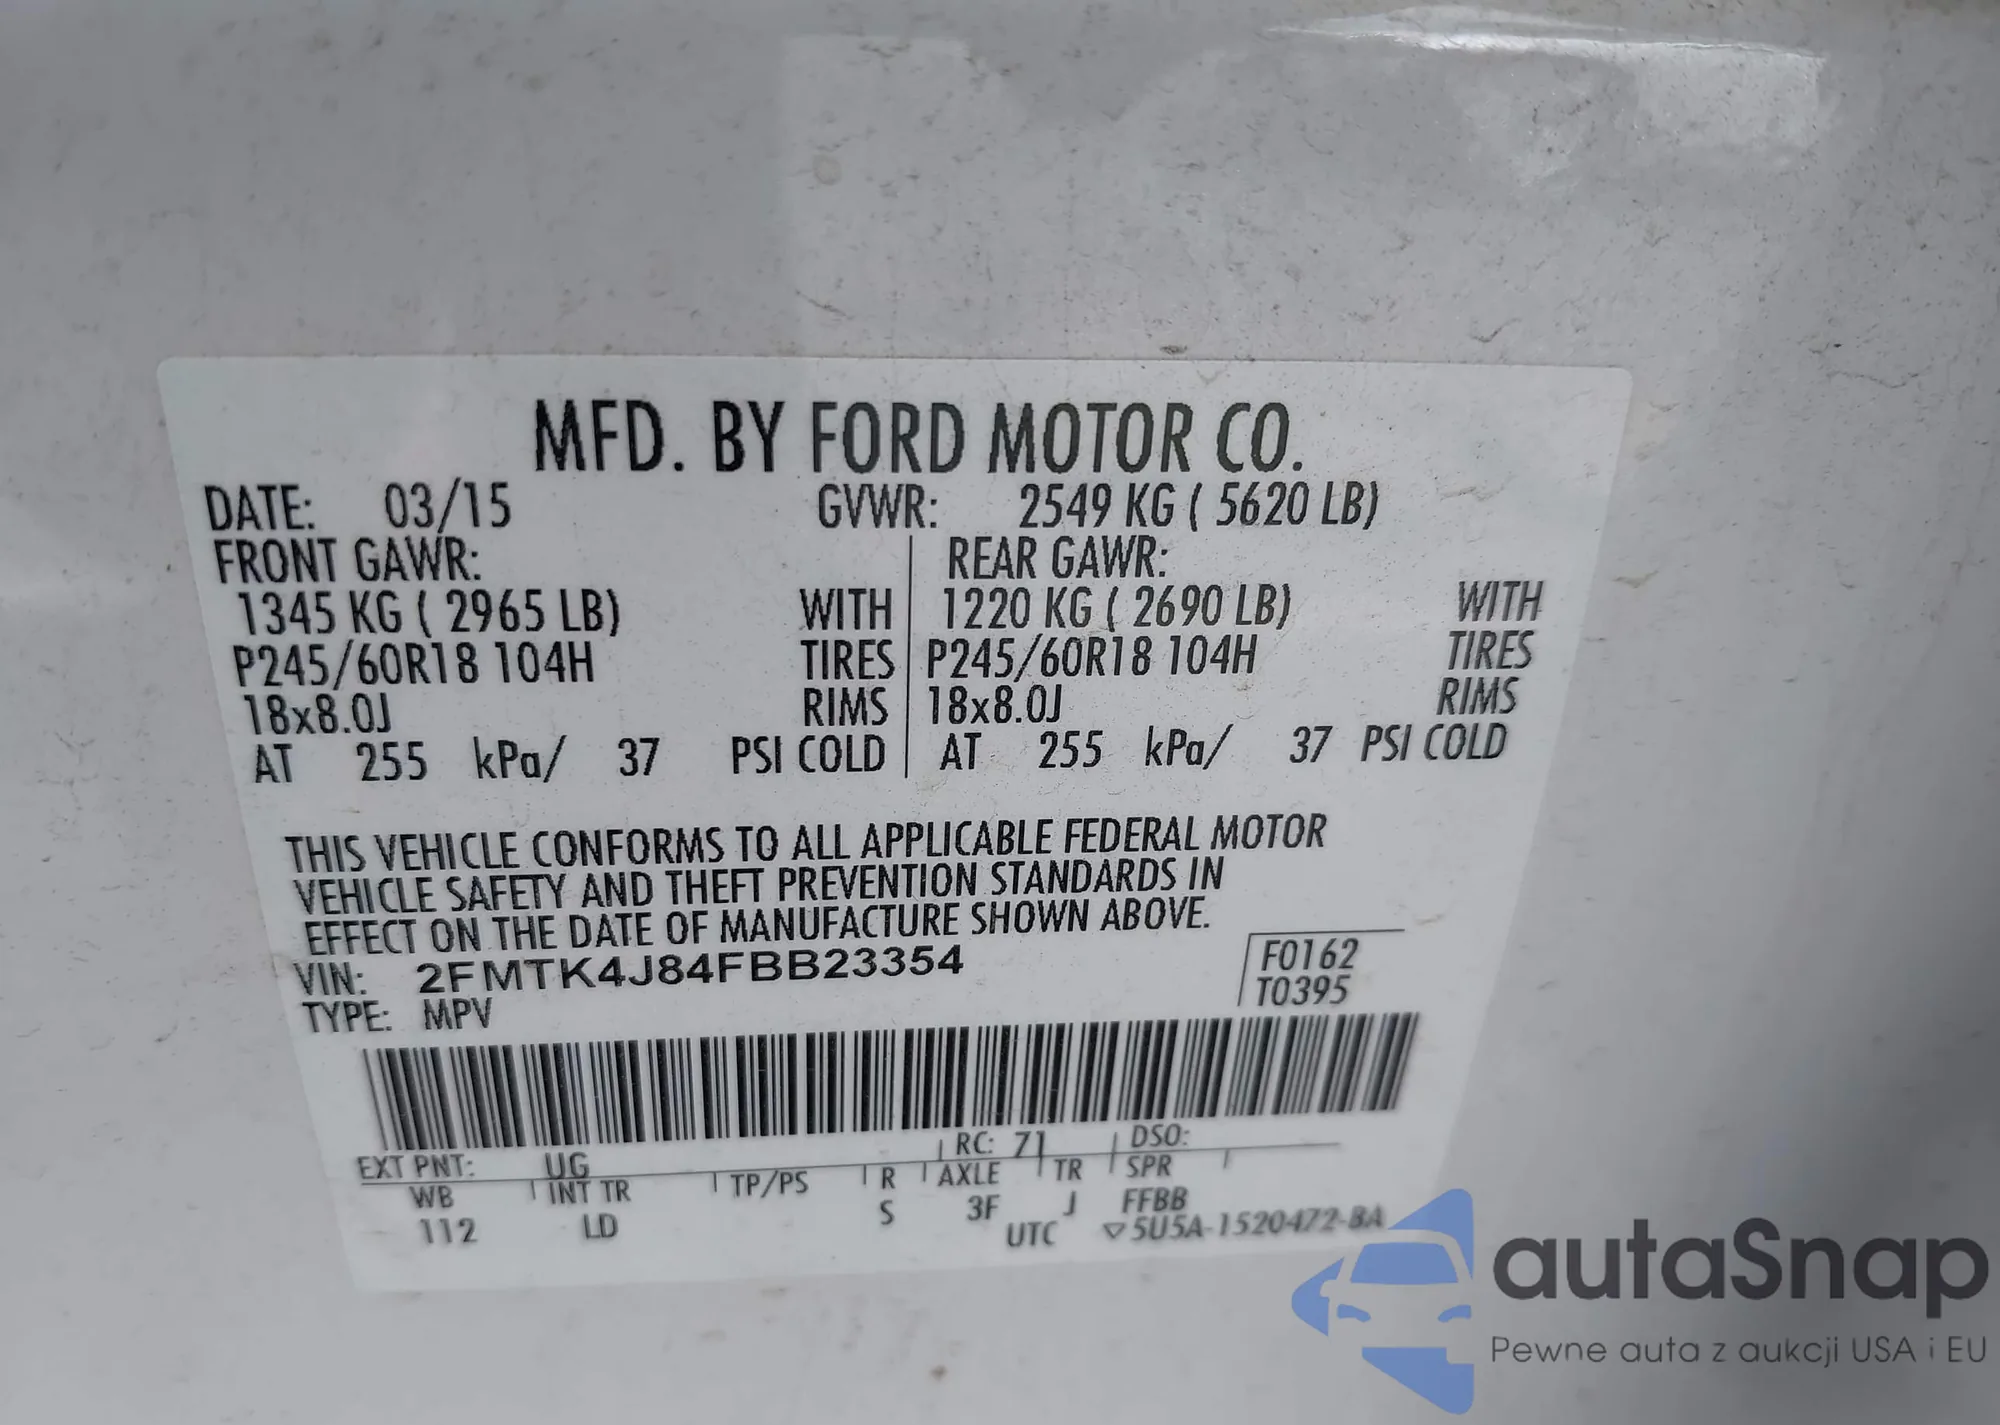 MFD. BY FORD MOTOR CO.
DATE: 03/15 GVWR: 2549 KG ( 5620 LB)
FRONT GAWR: REAR GAWR:
1345 KG ( 2965 LB) WITH 1220 KG ( 2690 LB) WITH
P245/60R18 104H TIRES P245/60R18 104H TIRES
18x8.0J RIMS 18x8.0J RIMS
AT 255 kPa/ 37 PSI COLD AT 255 kPa/ 37 PSI COLD
THIS VEHICLE CONFORMS TO ALL APPLICABLE FEDERAL MOTOR
VEHICLE SAFETY AND THEFT PREVENTION STANDARDS IN
EFFECT ON THE DATE OF MANUFACTURE SHOWN ABOVE.
VIN: 2FMTK4J84FBB23354 F0162
TYPE: MPV T0395
EXT PNT: UG RC: 71 DSO:
WB INT TR TP/PS R AXLE TR SPR
112 LD S 3F J FFBB
UTC ▽5U5A-1520472-BA
autaSnap
Pewne auta z aukcji USA i EU